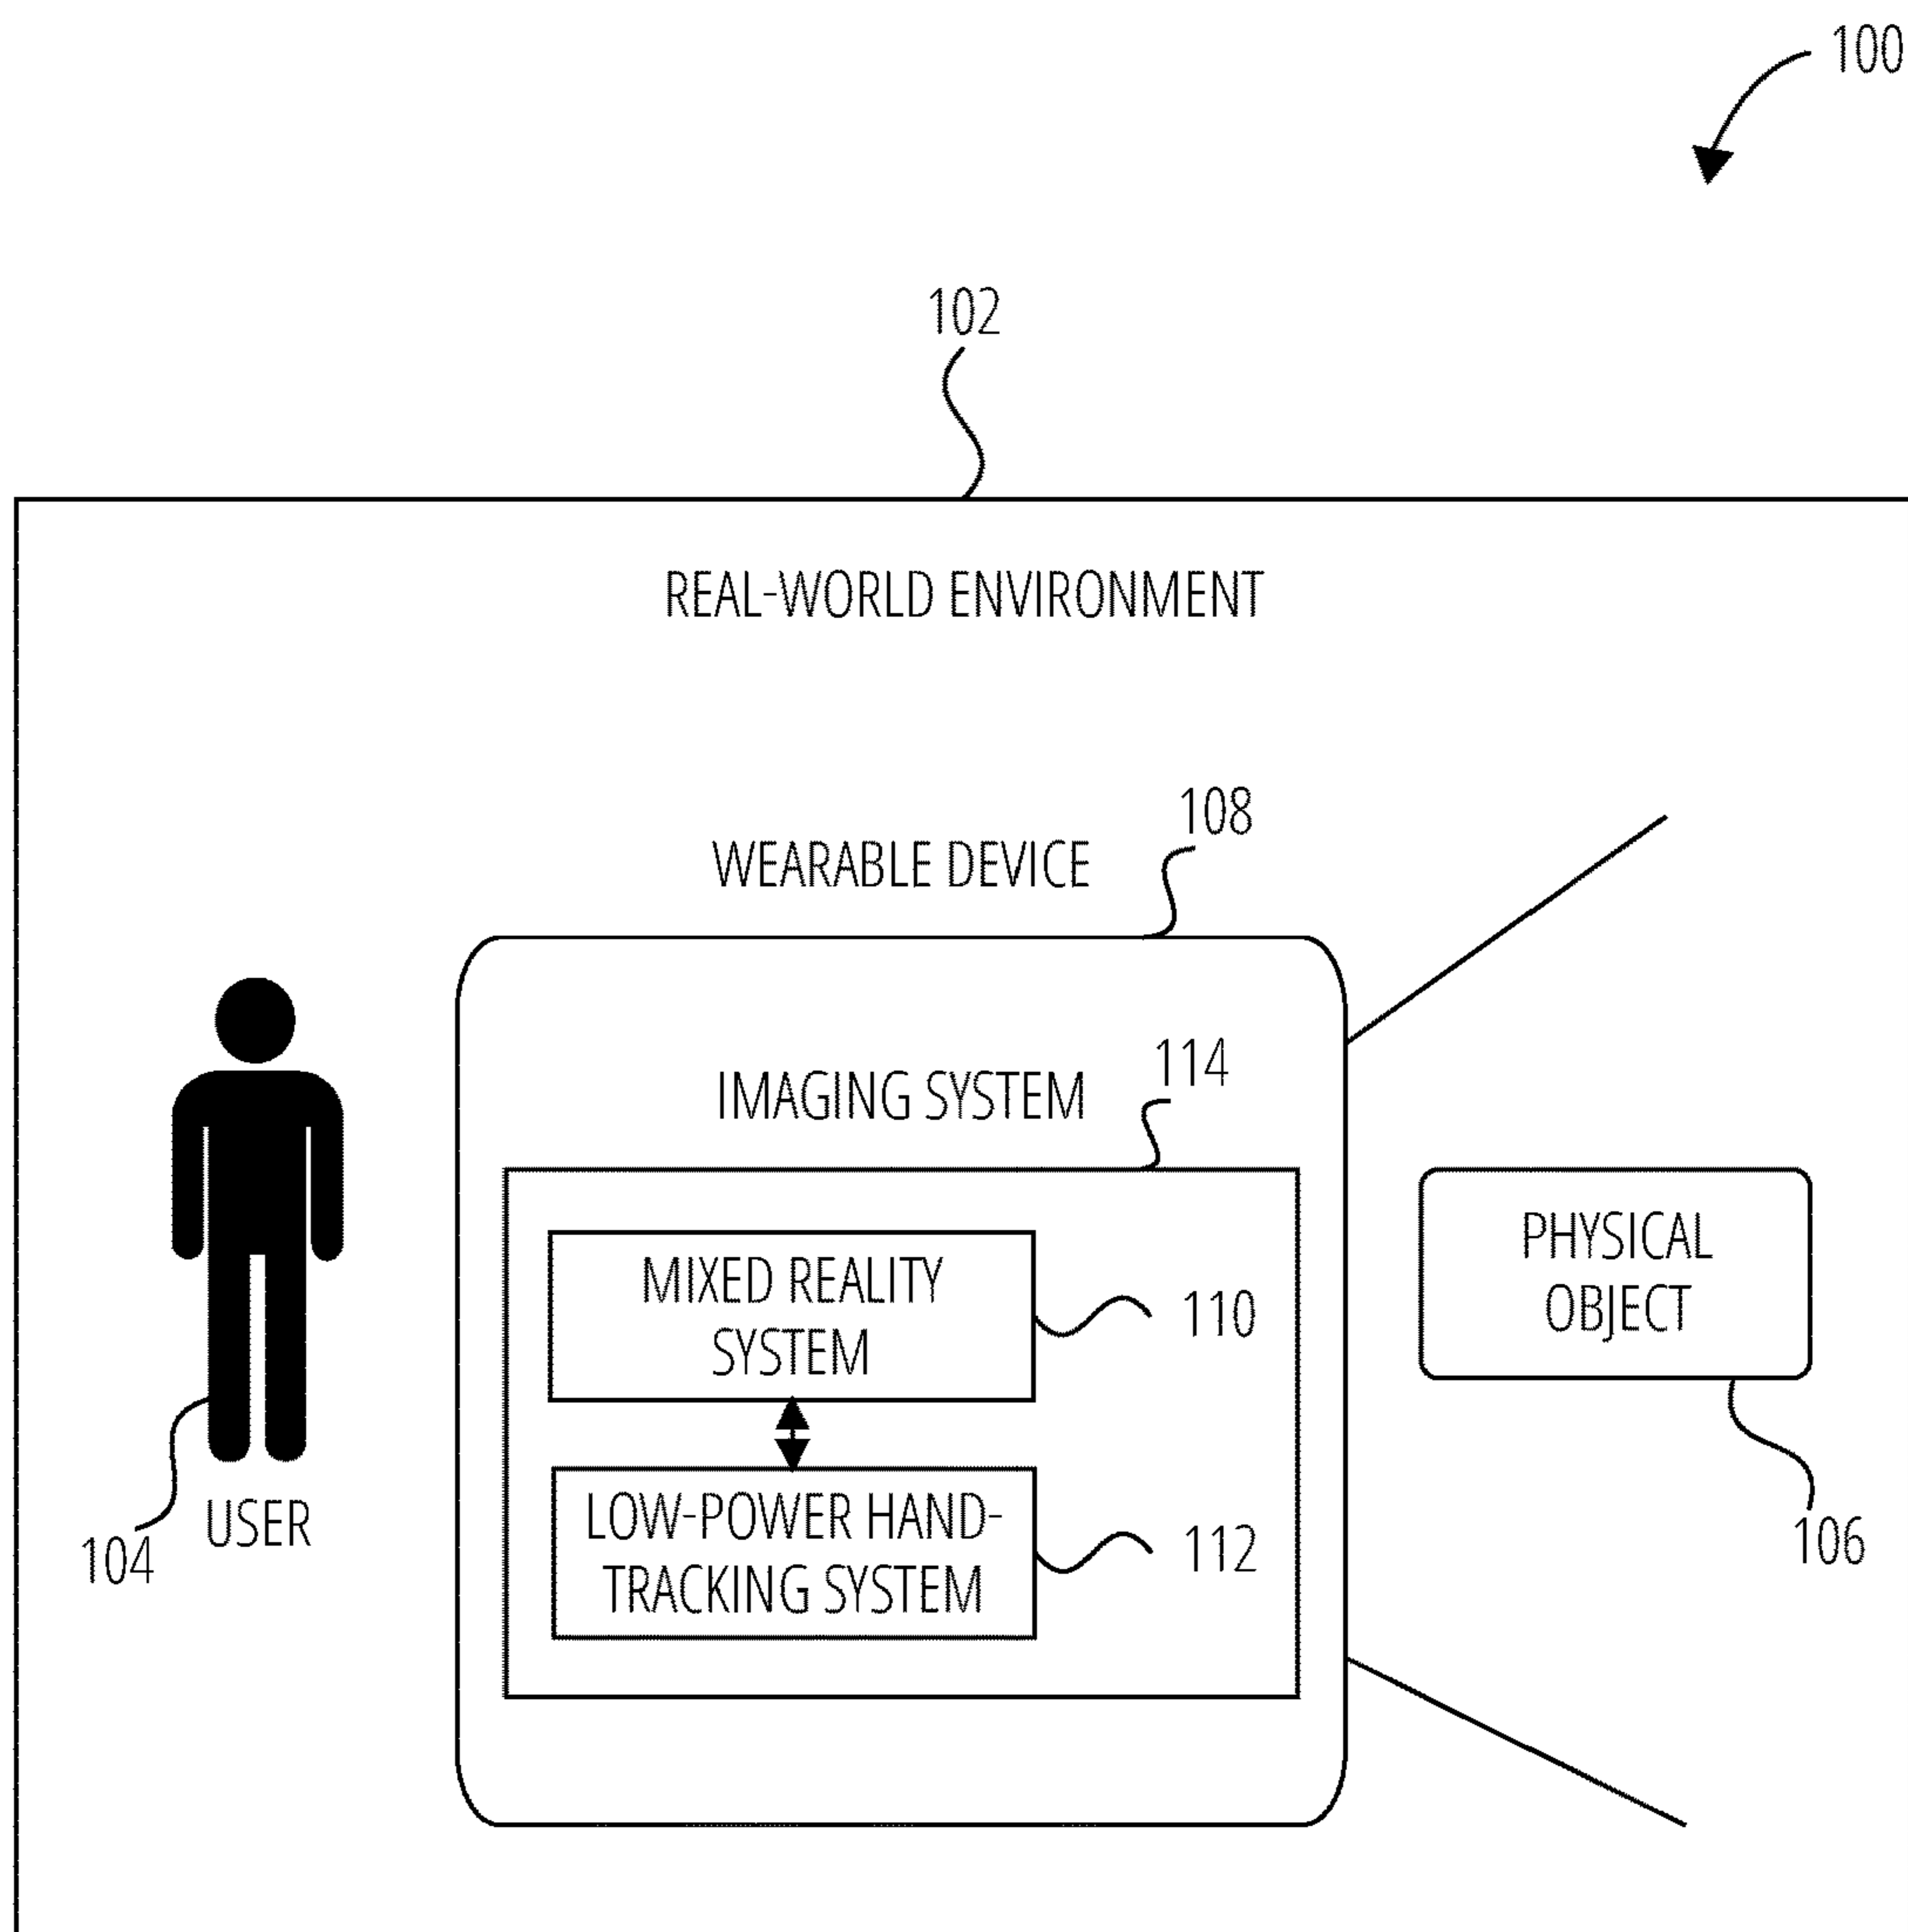 100
102
REAL-WORLD ENVIRONMENT
108
WEARABLE DEVICE
114
IMAGING SYSTEM
MIXED REALITY
SYSTEM
110
PHYSICAL
OBJECT
LOW-POWER HAND-
TRACKING SYSTEM
112
USER
104
106